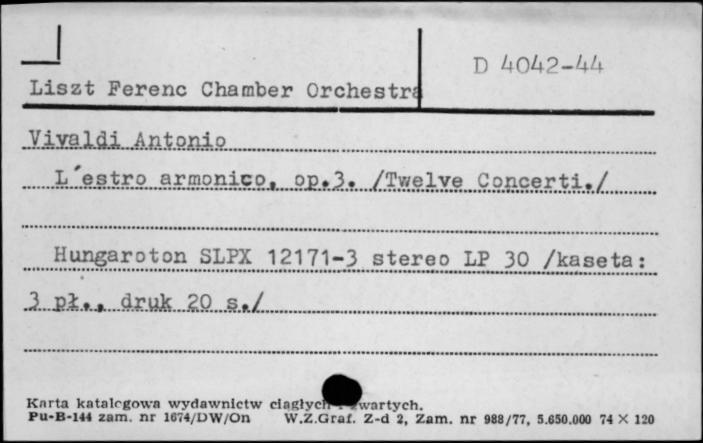 D 4042-44
Liszt Ferenc Chamber Orchestra
Vivaldi Antonio
L´estro armonico, op.3. /Twelve Concerti./
Hungaroton SLPX 12171-3 stereo LP 30 /kaseta:
3 pł., druk 20 s./
Karta katalogowa wydawnictw ciągłych i zwartych.
Pu-B-144 zam. nr 1674/DW/On W.Z.Graf. Z-d 2, Zam. nr 988/77, 5.650.000 74 × 120